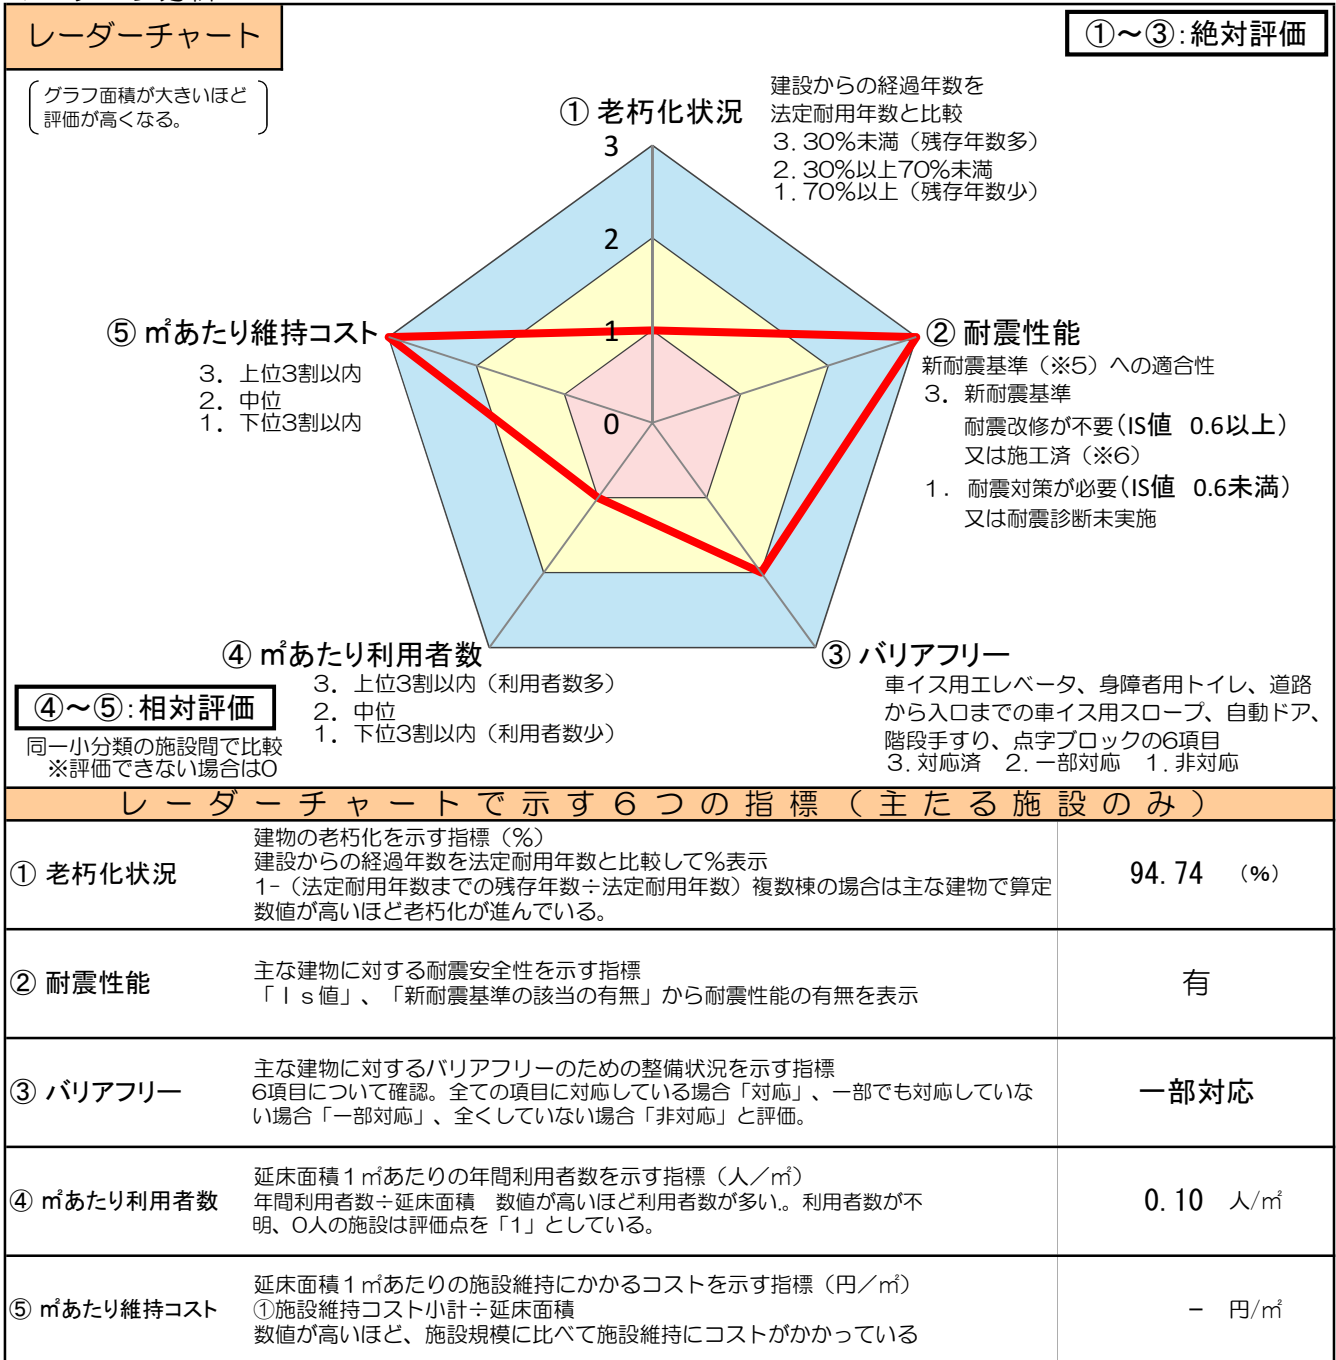 レーダーチャート
①～③：絶対評価
グラフ面積が大きいほど
評価が高くなる。
① 老朽化状況
建設からの経過年数を
法定耐用年数と比較
３．30％未満（残存年数多）
２．30％以上70％未満
１．70％以上（残存年数少）
3
2
1
0
② 耐震性能
新耐震基準（※5）への適合性
３．新耐震基準
耐震改修が不要（IS値 0.6以上）
又は施工済（※6）
１．耐震対策が必要（IS値 0.6未満）
又は耐震診断未実施
⑤ ㎡あたり維持コスト
３．上位3割以内
２．中位
１．下位3割以内
④ ㎡あたり利用者数
３．上位3割以内（利用者数多）
２．中位
１．下位3割以内（利用者数少）
③ バリアフリー
車イス用エレベータ、身障者用トイレ、道路
から入口までの車イス用スロープ、自動ドア、
階段手すり、点字ブロックの6項目
３．対応済 ２．一部対応 １．非対応
④～⑤：相対評価
同一小分類の施設間で比較
※評価できない場合は0
レーダーチャートで示す６つの指標（主たる施設のみ）
① 老朽化状況
建物の老朽化を示す指標（％）
建設からの経過年数を法定耐用年数と比較して％表示
1-（法定耐用年数までの残存年数÷法定耐用年数）複数棟の場合は主な建物で算定
数値が高いほど老朽化が進んでいる。
94.74 （%）
② 耐震性能
主な建物に対する耐震安全性を示す指標
「Ｉｓ値」、「新耐震基準の該当の有無」から耐震性能の有無を表示
有
③ バリアフリー
主な建物に対するバリアフリーのための整備状況を示す指標
6項目について確認。全ての項目に対応している場合「対応」、一部でも対応していな
い場合「一部対応」、全くしていない場合「非対応」と評価。
一部対応
④ ㎡あたり利用者数
延床面積１㎡あたりの年間利用者数を示す指標（人／㎡）
年間利用者数÷延床面積 数値が高いほど利用者数が多い。利用者数が不
明、0人の施設は評価点を「1」としている。
0.10 人/㎡
⑤ ㎡あたり維持コスト
延床面積１㎡あたりの施設維持にかかるコストを示す指標（円／㎡）
①施設維持コスト小計÷延床面積
数値が高いほど、施設規模に比べて施設維持にコストがかかっている
－ 円/㎡